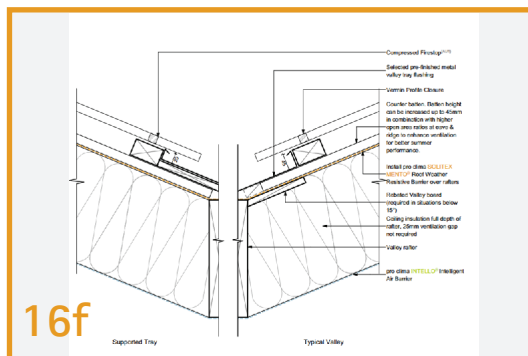 Compressed Firestop
Selected pre-finished metal
valley tray flashing
Vermin Profile Closure
Counter batten. Batten height
can be increased up to 45mm
in combination with higher
open area ratios at eave &
ridge to enhance ventilation
for better summer
performance
Install pro clima SOLITEX
MENTO® Roof Weather
Resistive Barrier over rafters
Rebated Valley board
(required in situations below
15°)
Ceiling insulation full depth of
rafter, 25mm ventilation gap
not required
Valley rafter
pro clima INTELLO® Intelligent
Air Barrier
16f
Supported Tray
Typical Valley